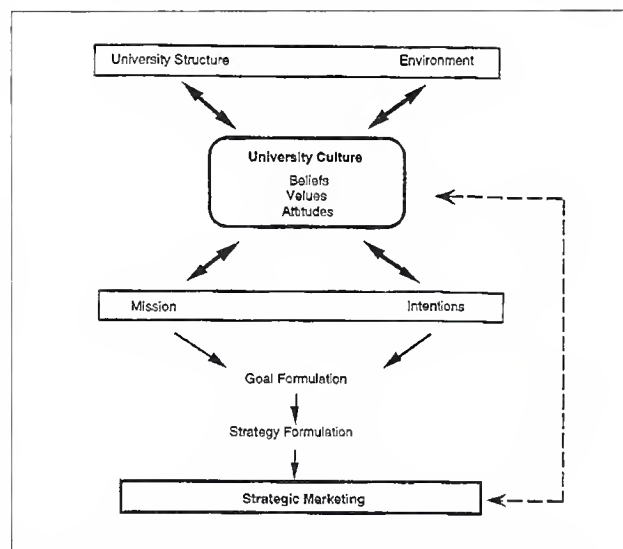 University Structure Environment
University Culture
Beliefs
Values
Attitudes
Mission Intentions
Goal Formulation
Strategy Formulation
Strategic Marketing